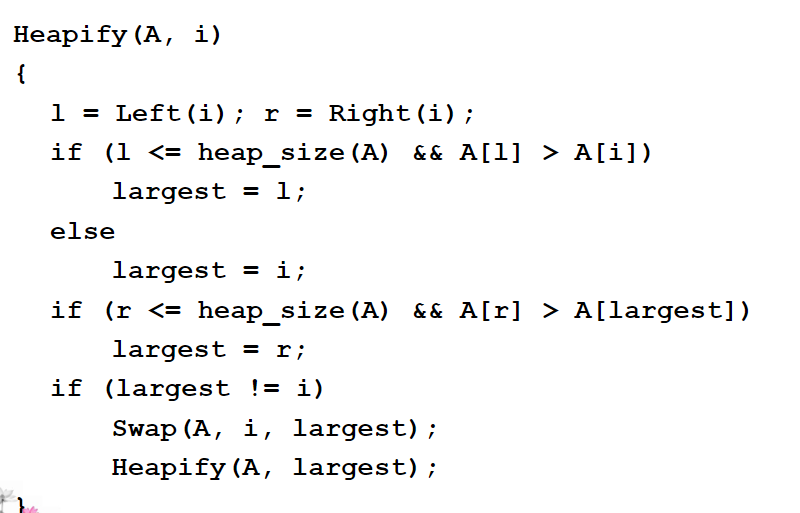 Heapify(A, i)
{
l = Left(i); r = Right(i);
if (l <= heap_size(A) && A[l] > A[i])
largest = l;
else
largest = i;
if (r <= heap_size(A) && A[r] > A[largest])
largest = r;
if (largest != i)
Swap(A, i, largest);
Heapify(A, largest);
}